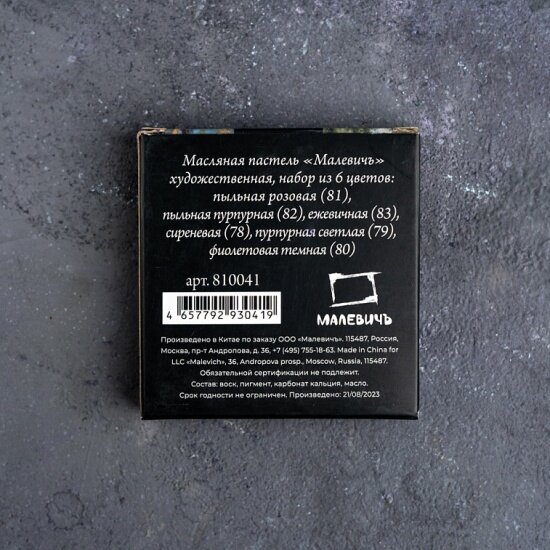 Масляная пастель «Малевичъ»
художественная, набор из 6 цветов:
пыльная розовая (81),
пыльная пурпурная (82), ежевичная (83),
сиреневая (78), пурпурная светлая (79),
фиолетовая темная (80)
арт. 810041
4 657792 930419
МАЛЕВИЧЪ
Произведено в Китае по заказу ООО «Малевичъ». 115487, Россия,
Москва, пр-т Андропова, д. 36, +7 (495) 755-18-63. Made in China for
LLC «Malevich», 36, Andropova prosp., Moscow, Russia, 115487.
Обязательной сертификации не подлежит.
Состав: воск, пигмент, карбонат кальция, масло.
Срок годности не ограничен. Произведено: 21/08/2023